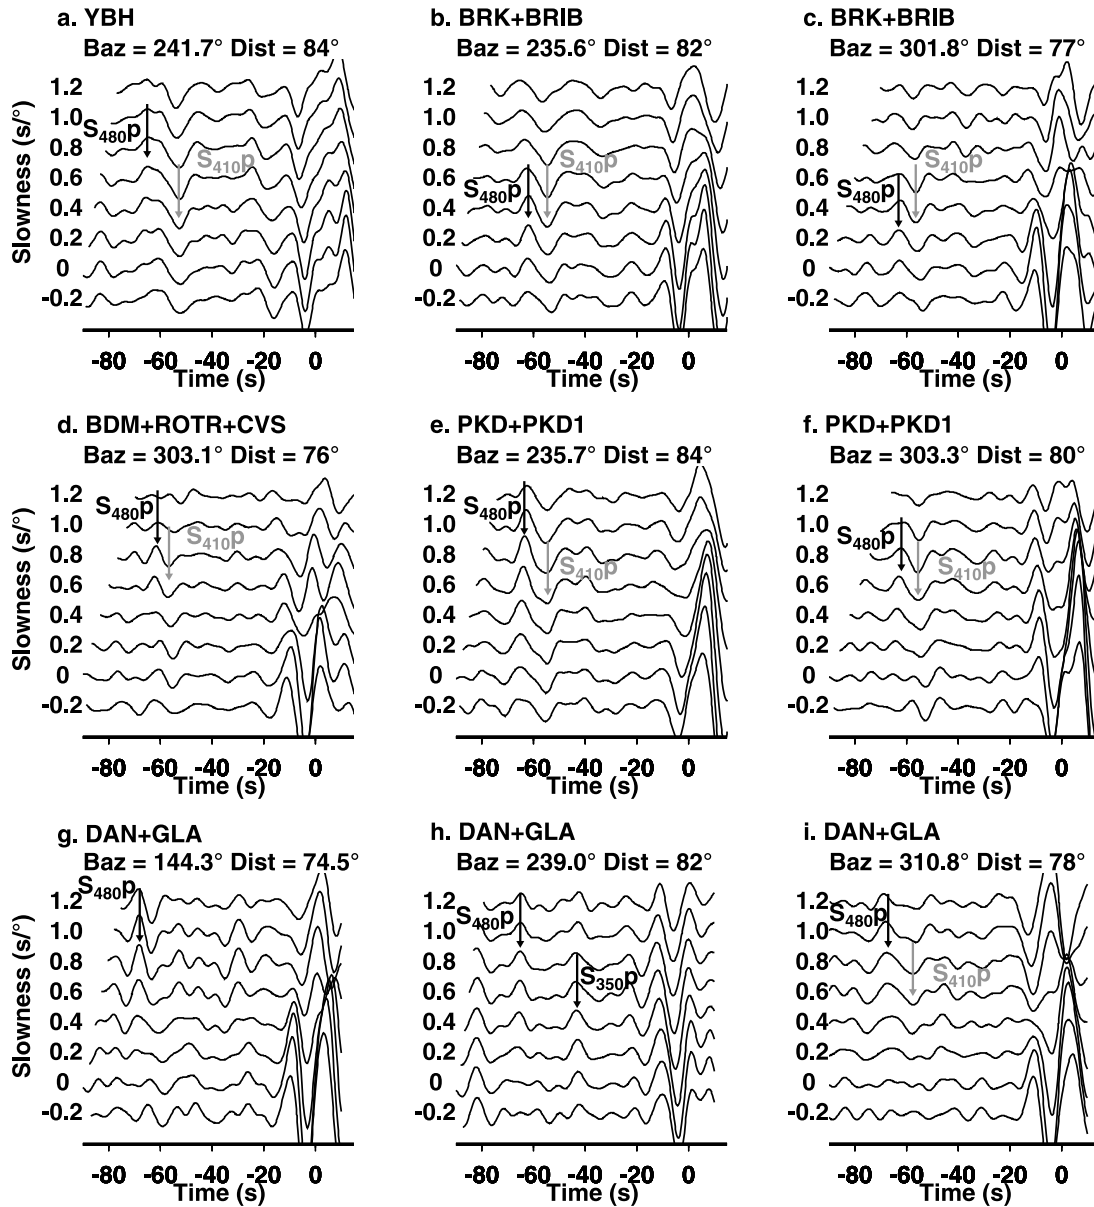 a. YBH
Baz = 241.7° Dist = 84°
b. BRK+BRIB
Baz = 235.6° Dist = 82°
c. BRK+BRIB
Baz = 301.8° Dist = 77°
Slowness (s/°)
1.2
1.0
0.8
0.6
0.4
0.2
0
-0.2
S480p
S410p
-80 -60 -40 -20 0
Time (s)
1.2
1.0
0.8
0.6
0.4
0.2
0
-0.2
S480p
S410p
-80 -60 -40 -20 0
Time (s)
1.2
1.0
0.8
0.6
0.4
0.2
0
-0.2
S480p
S410p
-80 -60 -40 -20 0
Time (s)
d. BDM+ROTR+CVS
Baz = 303.1° Dist = 76°
e. PKD+PKD1
Baz = 235.7° Dist = 84°
f. PKD+PKD1
Baz = 303.3° Dist = 80°
Slowness (s/°)
1.2
1.0
0.8
0.6
0.4
0.2
0
-0.2
S480p
S410p
-80 -60 -40 -20 0
Time (s)
1.2
1.0
0.8
0.6
0.4
0.2
0
-0.2
S480p
S410p
-80 -60 -40 -20 0
Time (s)
1.2
1.0
0.8
0.6
0.4
0.2
0
-0.2
S480p
S410p
-80 -60 -40 -20 0
Time (s)
g. DAN+GLA
Baz = 144.3° Dist = 74.5°
h. DAN+GLA
Baz = 239.0° Dist = 82°
i. DAN+GLA
Baz = 310.8° Dist = 78°
Slowness (s/°)
1.2
1.0
0.8
0.6
0.4
0.2
0
-0.2
S480p
-80 -60 -40 -20 0
Time (s)
1.2
1.0
0.8
0.6
0.4
0.2
0
-0.2
S480p
S350p
-80 -60 -40 -20 0
Time (s)
1.2
1.0
0.8
0.6
0.4
0.2
0
-0.2
S480p
S410p
-80 -60 -40 -20 0
Time (s)